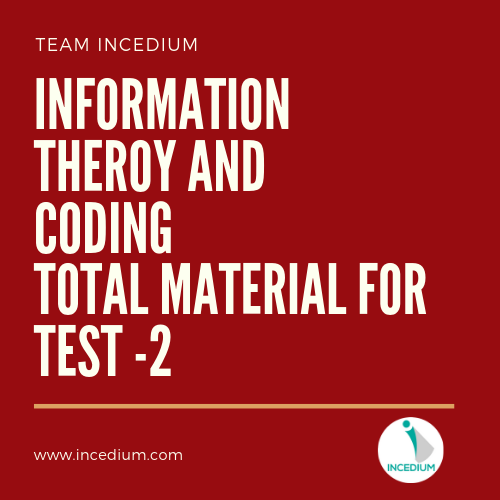 TEAM INCEDIUM
INFORMATION
THEROY AND
CODING
TOTAL MATERIAL FOR
TEST -2
www.incedium.com
INCEDIUM